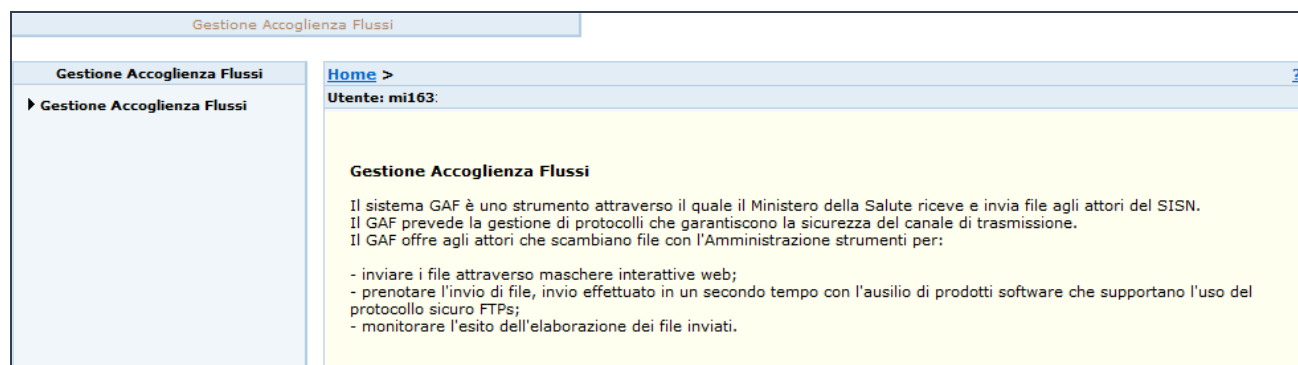 Gestione Accoglienza Flussi
Gestione Accoglienza Flussi
Gestione Accoglienza Flussi
Home >
?
Utente: mi163:
Gestione Accoglienza Flussi
Il sistema GAF è uno strumento attraverso il quale il Ministero della Salute riceve e invia file agli attori del SISN.
Il GAF prevede la gestione di protocolli che garantiscono la sicurezza del canale di trasmissione.
Il GAF offre agli attori che scambiano file con l'Amministrazione strumenti per:
- inviare i file attraverso maschere interattive web;
- prenotare l'invio di file, invio effettuato in un secondo tempo con l'ausilio di prodotti software che supportano l'uso del
protocollo sicuro FTPs;
- monitorare l'esito dell'elaborazione dei file inviati.